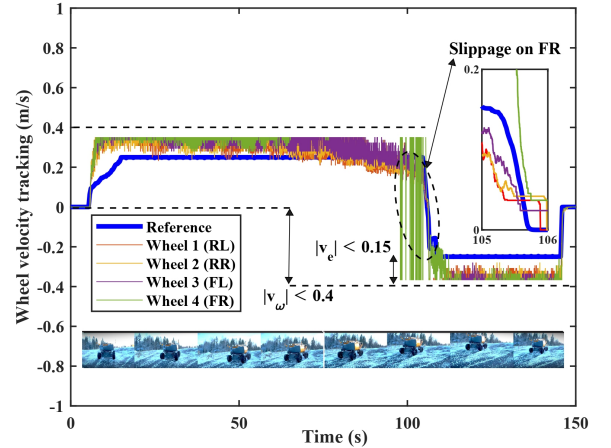 1
0.8
0.6
0.4
0.2
0
-0.2
-0.4
-0.6
-0.8
-1
Wheel velocity tracking (m/s)
Slippage on FR
0.2
0
105
106
Reference
Wheel 1 (RL)
Wheel 2 (RR)
Wheel 3 (FL)
Wheel 4 (FR)
|v_e| < 0.15
|v_ω| < 0.4
0
50
100
150
Time (s)